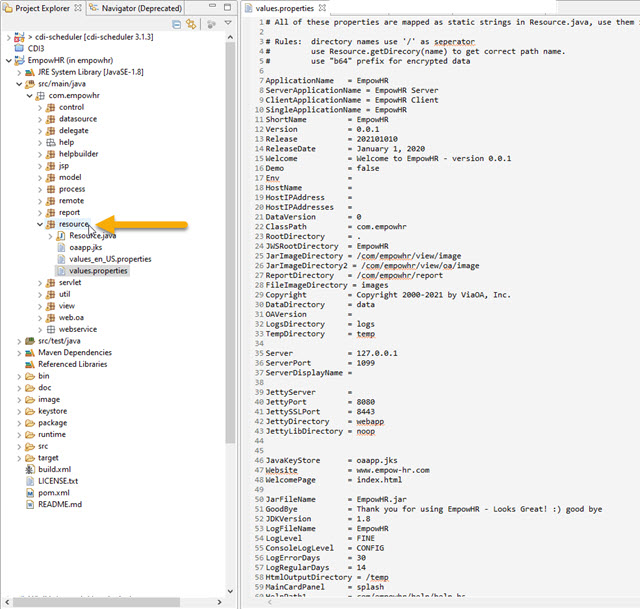 Project Explorer
Navigator (Deprecated)
> cdi-scheduler [cdi-scheduler 3.1.3]
CDI3
EmpowHR (in empowhr)
JRE System Library [JavaSE-1.8]
src/main/java
com.empowhr
control
datasource
delegate
help
helpbuilder
jsp
model
process
remote
report
resource
Resource.java
oaapp.jks
values_en_US.properties
values.properties
servlet
util
view
web.oa
webservice
src/test/java
Maven Dependencies
Referenced Libraries
bin
doc
image
keystore
package
runtime
src
target
build.xml
LICENSE.txt
pom.xml
README.md
values.properties
1 # All of these properties are mapped as static strings in Resource.java, use them
2
3 # Rules:  directory names use '/' as seperator
4 #         use Resource.getDirecory(name) to get correct path name.
5 #         use "b64" prefix for encrypted data
6
7 ApplicationName   = EmpowHR
8 ServerApplicationName = EmpowHR Server
9 ClientApplicationName = EmpowHR Client
10 SingleApplicationName = EmpowHR
11 ShortName         = EmpowHR
12 Version           = 0.0.1
13 Release           = 202101010
14 ReleaseDate       = January 1, 2020
15 Welcome           = Welcome to EmpowHR - version 0.0.1
16 Demo              = false
17 Env               =
18 HostName          =
19 HostIPAddress     =
20 HostIPAddresses   =
21 DataVersion       = 0
22 ClassPath         = com.empowhr
23 RootDirectory     = .
24 JWSRootDirectory  = EmpowHR
25 JarImageDirectory = /com/empowhr/view/image
26 JarImageDirectory2 = /com/empowhr/view/oa/image
27 ReportDirectory   = /com/empowhr/report
28 FileImageDirectory = images
29 Copyright         = Copyright 2000-2021 by ViaOA, Inc.
30 DataDirectory     = data
31 OAVersion         =
32 LogsDirectory     = logs
33 TempDirectory     = temp
34
35 Server            = 127.0.0.1
36 ServerPort        = 1099
37 ServerDisplayName =
38
39 JettyServer       =
40 JettyPort         = 8080
41 JettySSLPort      = 8443
42 JettyDirectory    = webapp
43 JettyLibDirectory = noop
44
45
46 JavaKeyStore      = oaapp.jks
47 Website           = www.empow-hr.com
48 WelcomePage       = index.html
49
50 JarFileName       = EmpowHR.jar
51 GoodBye           = Thank you for using EmpowHR - Looks Great! :) good bye
52 JDKVersion        = 1.8
53 LogFileName       = EmpowHR
54 LogLevel          = FINE
55 ConsoleLogLevel   = CONFIG
56 LogErrorDays      = 30
57 LogRegularDays    = 14
58 HtmlOutputDirectory = /temp
59 MainCardPanel     = splash